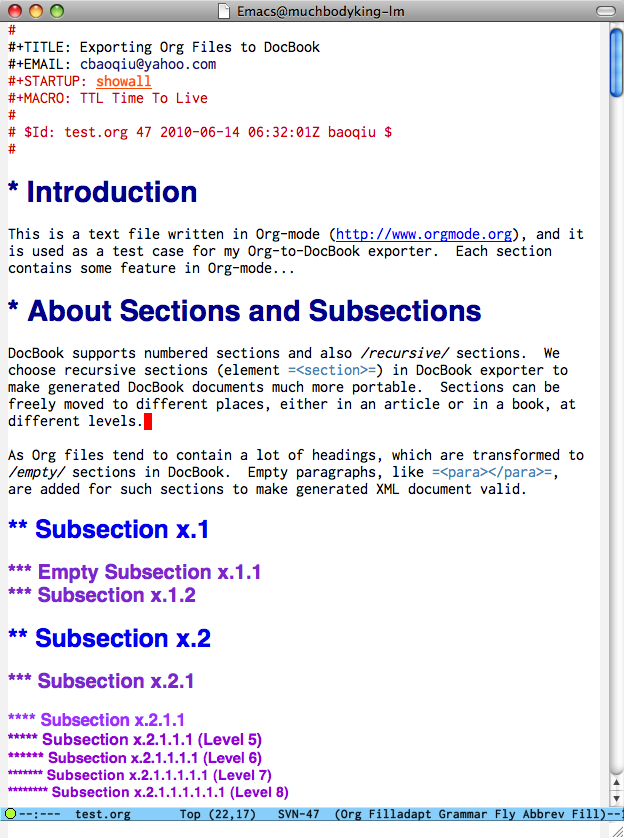 Emacs@muchbodyking-lm
#
#+TITLE: Exporting Org Files to DocBook
#+EMAIL: cbaoqiu@yahoo.com
#+STARTUP: showall
#+MACRO: TTL Time To Live
#
# $Id: test.org 47 2010-06-14 06:32:01Z baoqiu $
#
* Introduction
This is a text file written in Org-mode (http://www.orgmode.org), and it
is used as a test case for my Org-to-DocBook exporter.  Each section
contains some feature in Org-mode...
* About Sections and Subsections
DocBook supports numbered sections and also /recursive/ sections.  We
choose recursive sections (element =<section>=) in DocBook exporter to
make generated DocBook documents much more portable.  Sections can be
freely moved to different places, either in an article or in a book, at
different levels.
As Org files tend to contain a lot of headings, which are transformed to
/empty/ sections in DocBook.  Empty paragraphs, like =<para></para>=,
are added for such sections to make generated XML document valid.
** Subsection x.1
*** Empty Subsection x.1.1
*** Subsection x.1.2
** Subsection x.2
*** Subsection x.2.1
**** Subsection x.2.1.1
***** Subsection x.2.1.1.1 (Level 5)
****** Subsection x.2.1.1.1.1 (Level 6)
******* Subsection x.2.1.1.1.1.1 (Level 7)
******** Subsection x.2.1.1.1.1.1.1 (Level 8)
--:---  test.org      Top (22,17)   SVN-47  (Org Filladapt Grammar Fly Abbrev Fill)--1